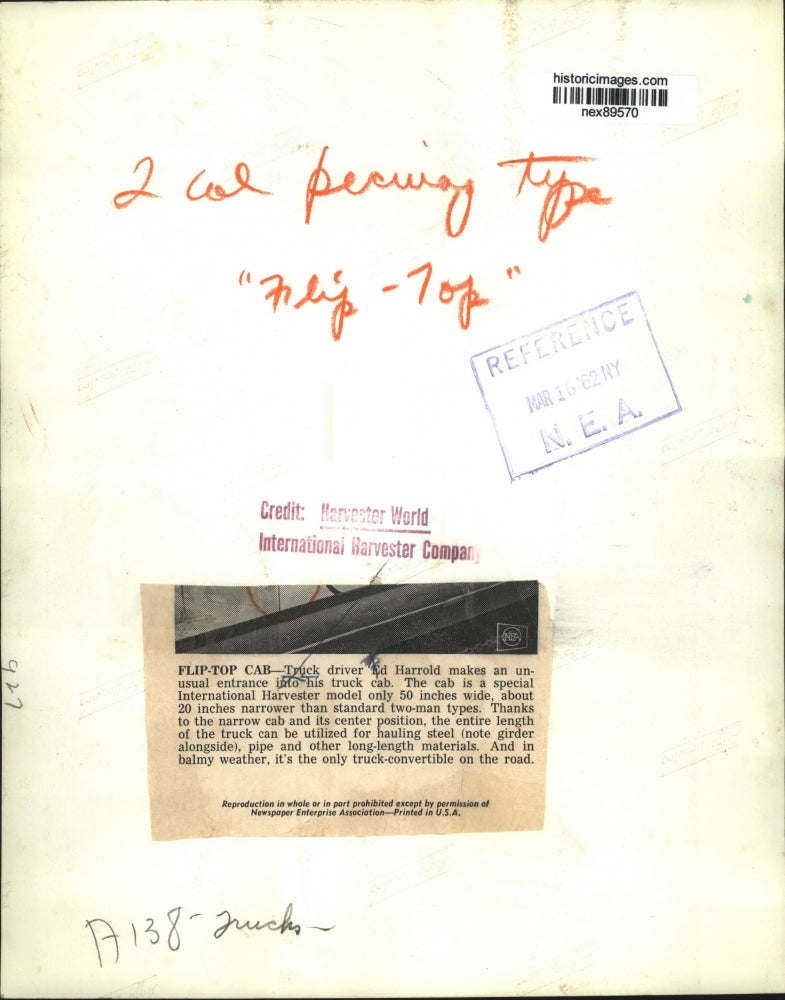 historicimages.com
nex89570
2 col
type
"Flip-Top"
REFERENCE
MAR 16 '62 NY
N. E. A.
Credit: Harvester World
International Harvester Company
NEA
FLIP-TOP CAB—Truck driver Ed Harrold makes an un-
usual entrance into his truck cab. The cab is a special
International Harvester model only 50 inches wide, about
20 inches narrower than standard two-man types. Thanks
to the narrow cab and its center position, the entire length
of the truck can be utilized for hauling steel (note girder
alongside), pipe and other long-length materials. And in
balmy weather, it's the only truck-convertible on the road.
Reproduction in whole or in part prohibited except by permission of
Newspaper Enterprise Association—Printed in U.S.A.
A138- Trucks-